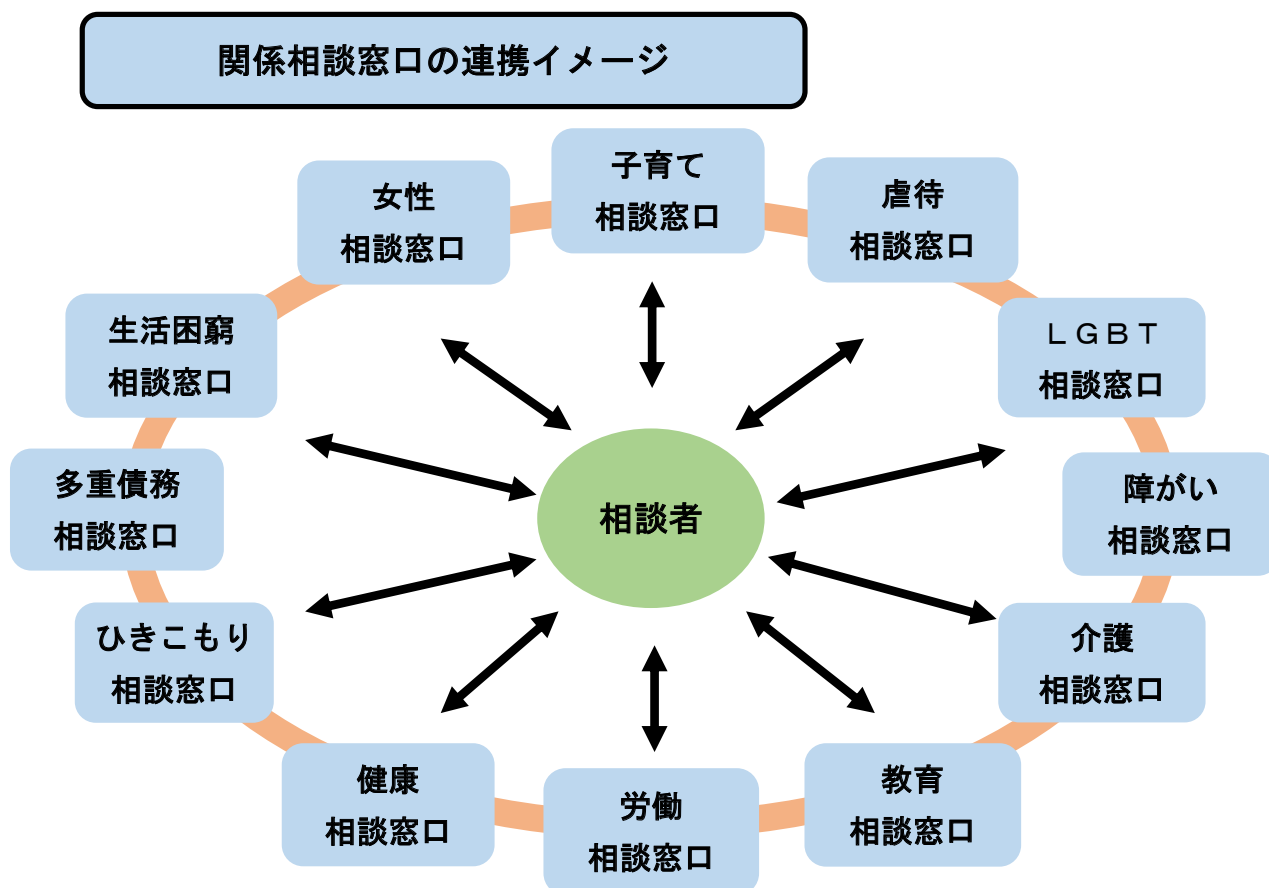 関係相談窓口の連携イメージ
子育て
相談窓口
女性
相談窓口
虐待
相談窓口
生活困窮
相談窓口
ＬＧＢＴ
相談窓口
多重債務
相談窓口
相談者
障がい
相談窓口
ひきこもり
相談窓口
介護
相談窓口
健康
相談窓口
労働
相談窓口
教育
相談窓口